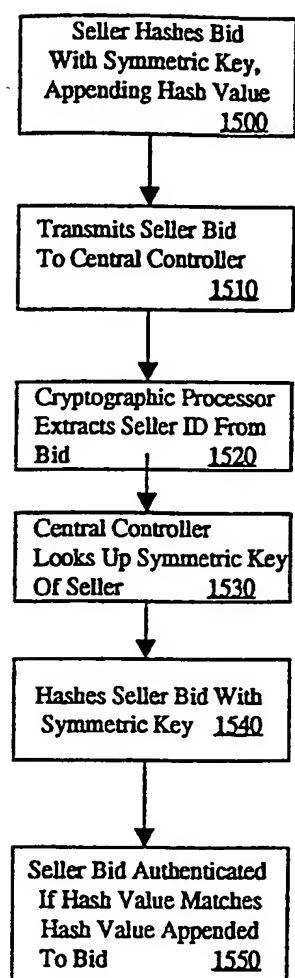 Seller Hashes Bid
With Symmetric Key,
Appending Hash Value
1500
Transmits Seller Bid
To Central Controller
1510
Cryptographic Processor
Extracts Seller ID From
Bid 1520
Central Controller
Looks Up Symmetric Key
Of Seller 1530
Hashes Seller Bid With
Symmetric Key 1540
Seller Bid Authenticated
If Hash Value Matches
Hash Value Appended
To Bid 1550